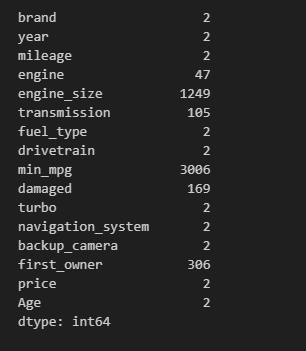 brand 2
year 2
mileage 2
engine 47
engine_size 1249
transmission 105
fuel_type 2
drivetrain 2
min_mpg 3006
damaged 169
turbo 2
navigation_system 2
backup_camera 2
first_owner 306
price 2
Age 2
dtype: int64